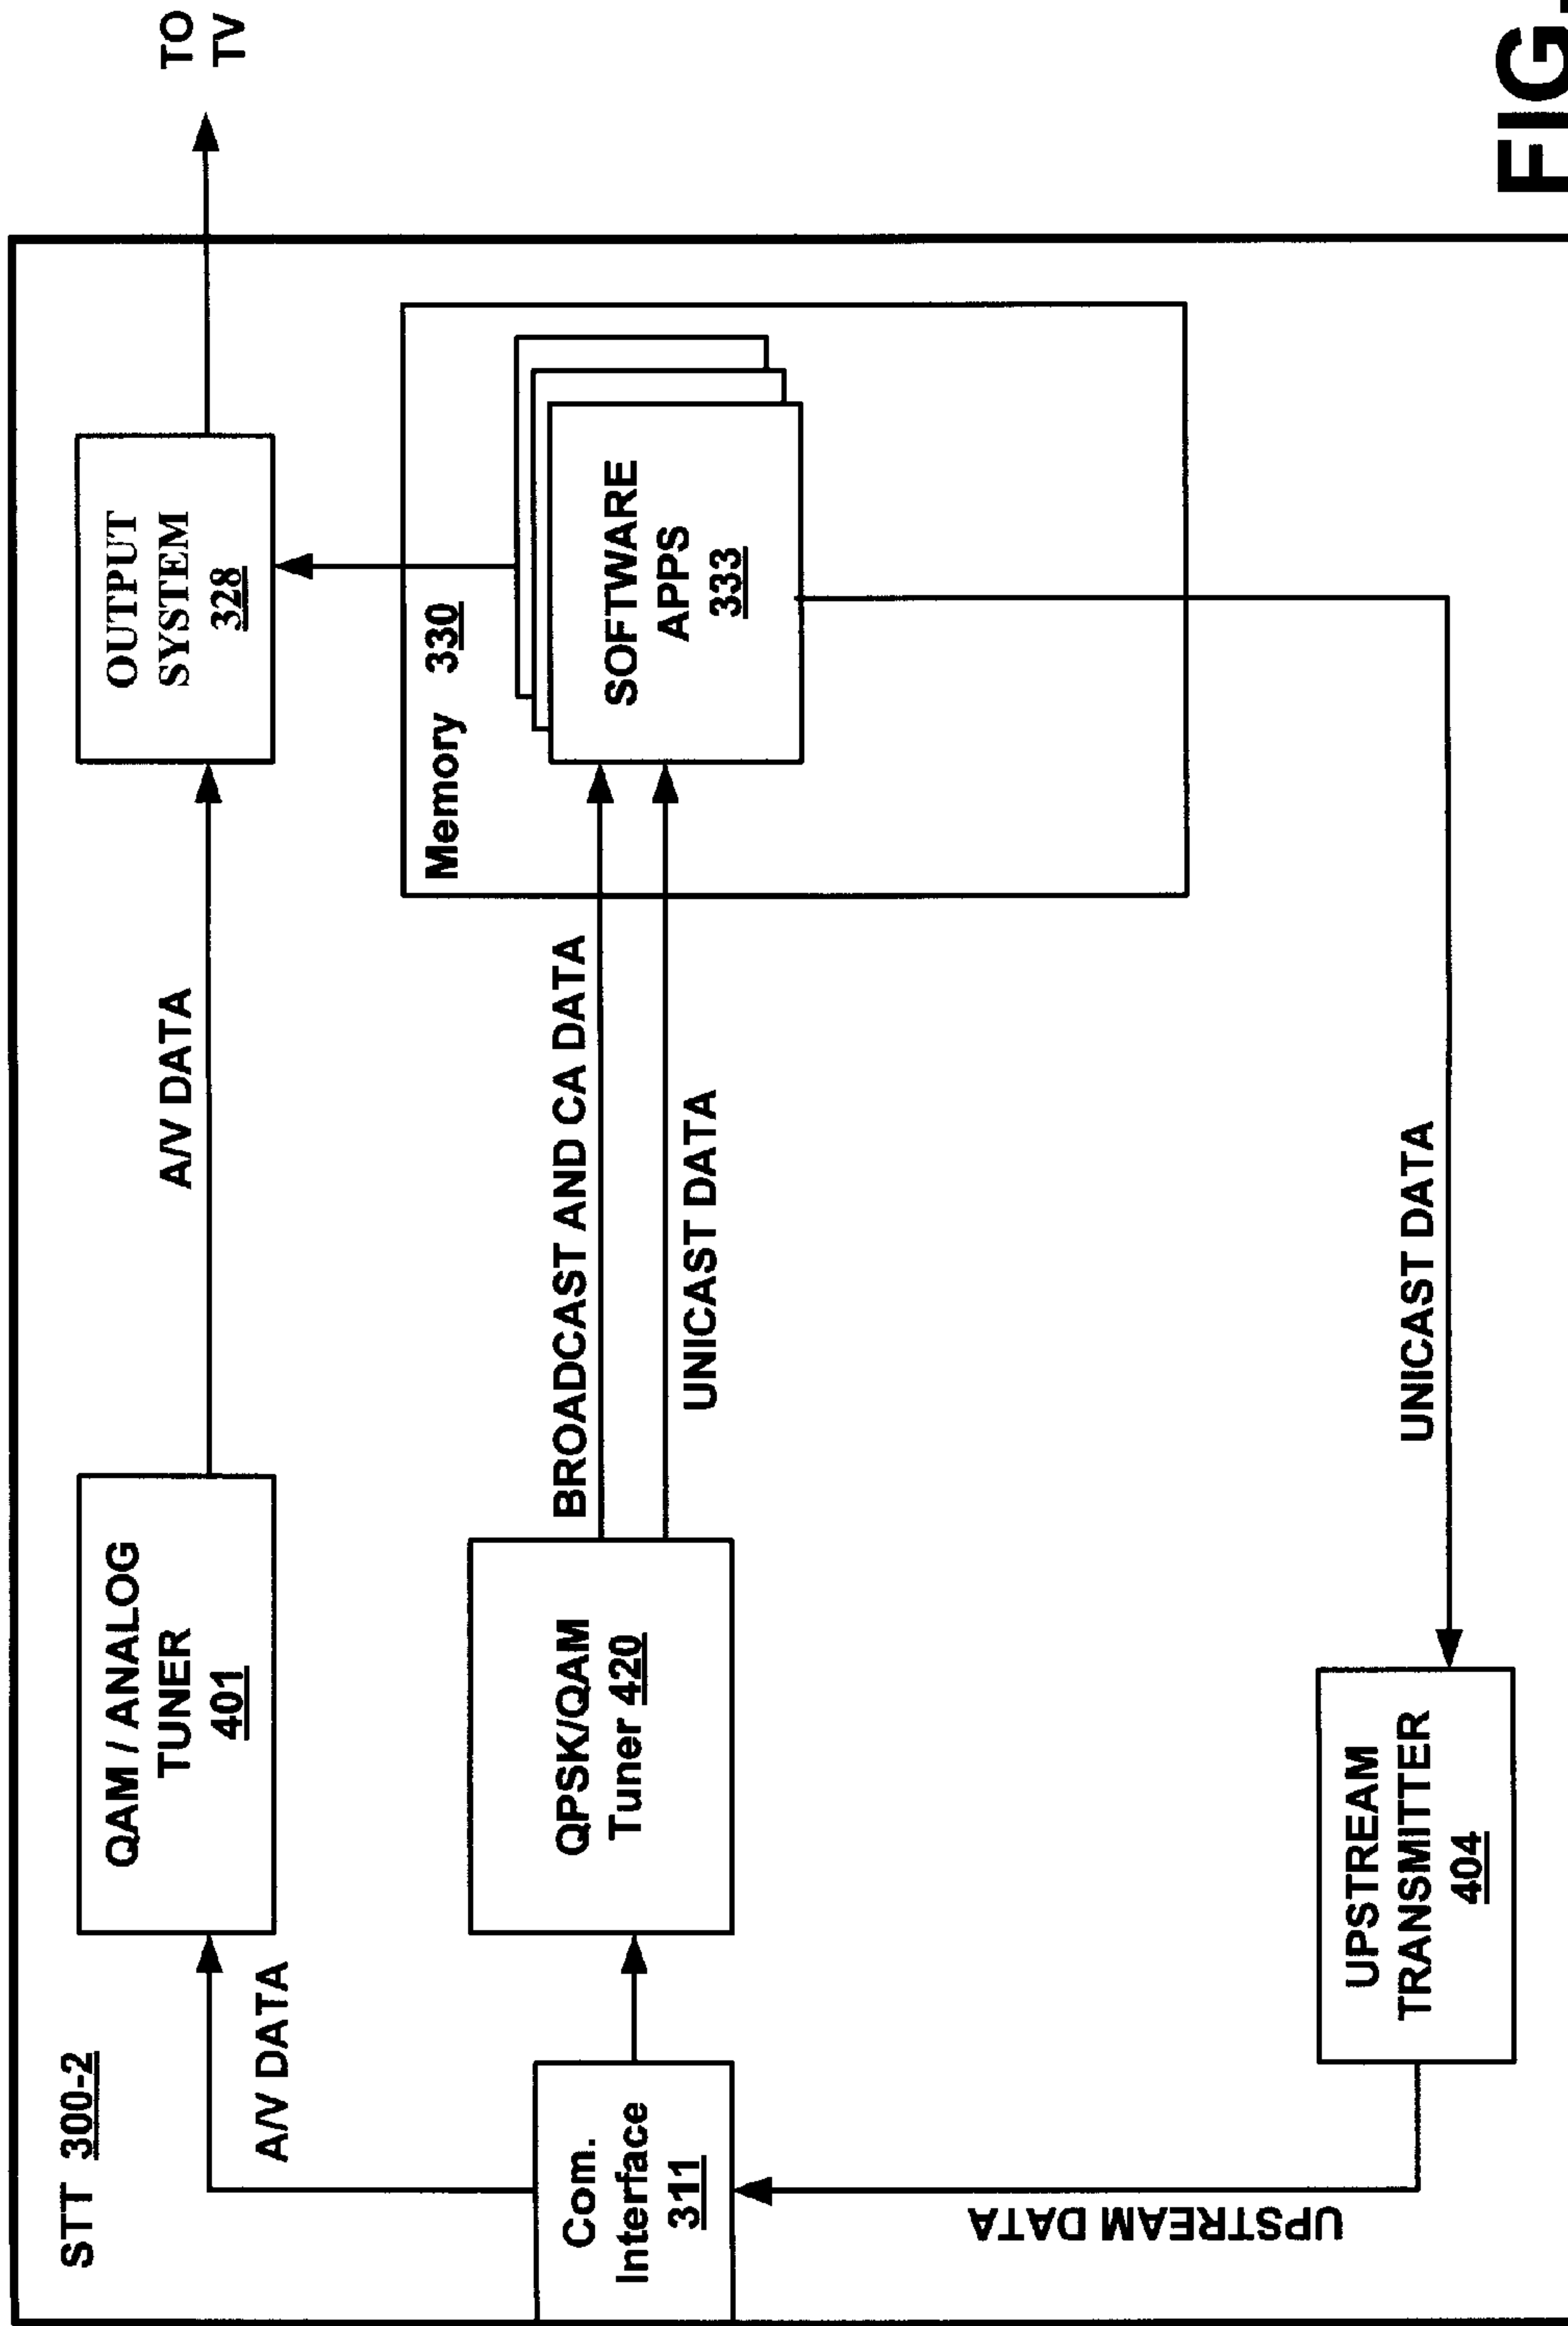 STT 300-2
A/V DATA
QAM / ANALOG
TUNER
401
A/V DATA
OUTPUT
SYSTEM
328
TO
TV
Com.
Interface
311
QPSK/QAM
Tuner 420
BROADCAST AND CA DATA
UNICAST DATA
Memory 330
SOFTWARE
APPS
333
UPSTREAM DATA
UPSTREAM
TRANSMITTER
404
UNICAST DATA
FIG.